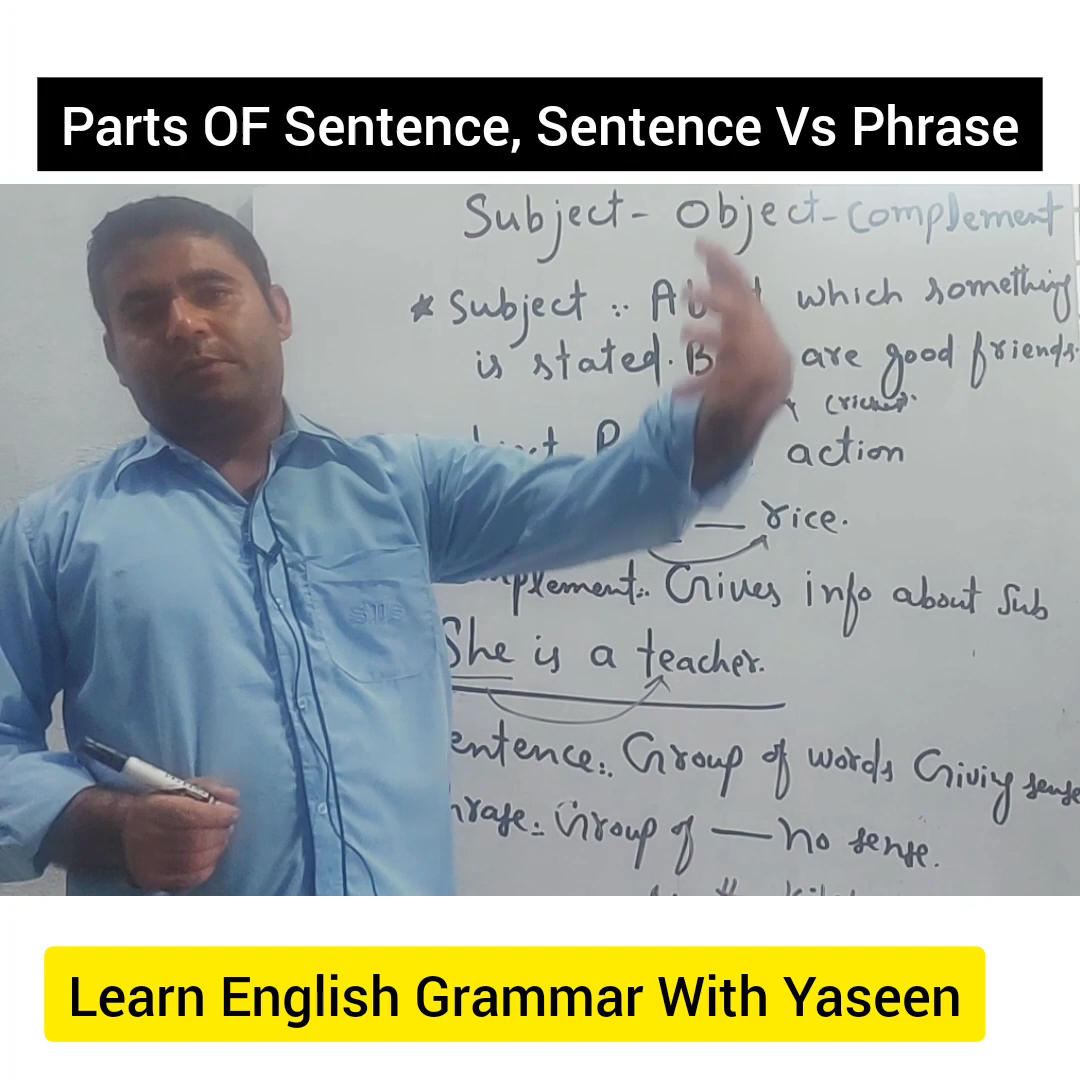 Parts OF Sentence, Sentence Vs Phrase
Subject - Object - Complement
* Subject :. which something
is stated. are good friends.
action
— rice.
plement:. Gives info about Sub
She is a teacher.
entence:. Group of words Giving sense
hrase:. Group of — no sense.
Learn English Grammar With Yaseen